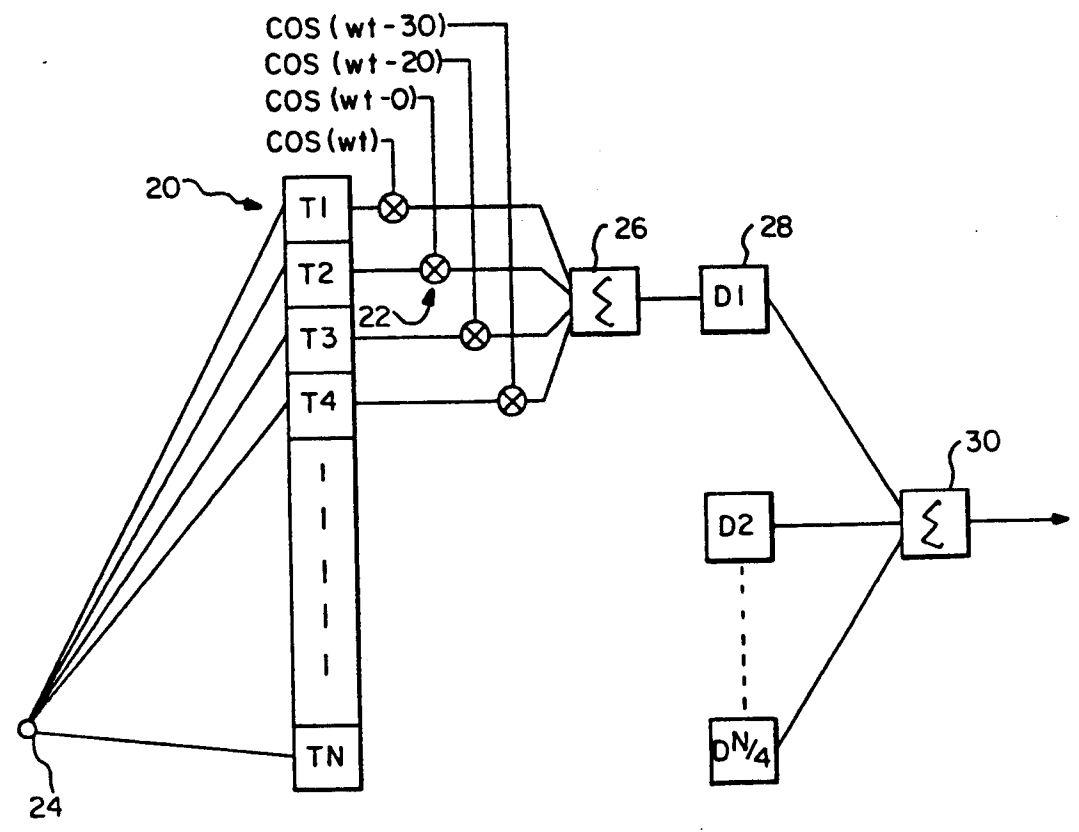 COS (wt-30)
COS (wt-20)
COS (wt-0)
COS (wt)
20
T1
T2
T3
T4
TN
22
24
26
Σ
28
D1
D2
D^N/4
30
Σ